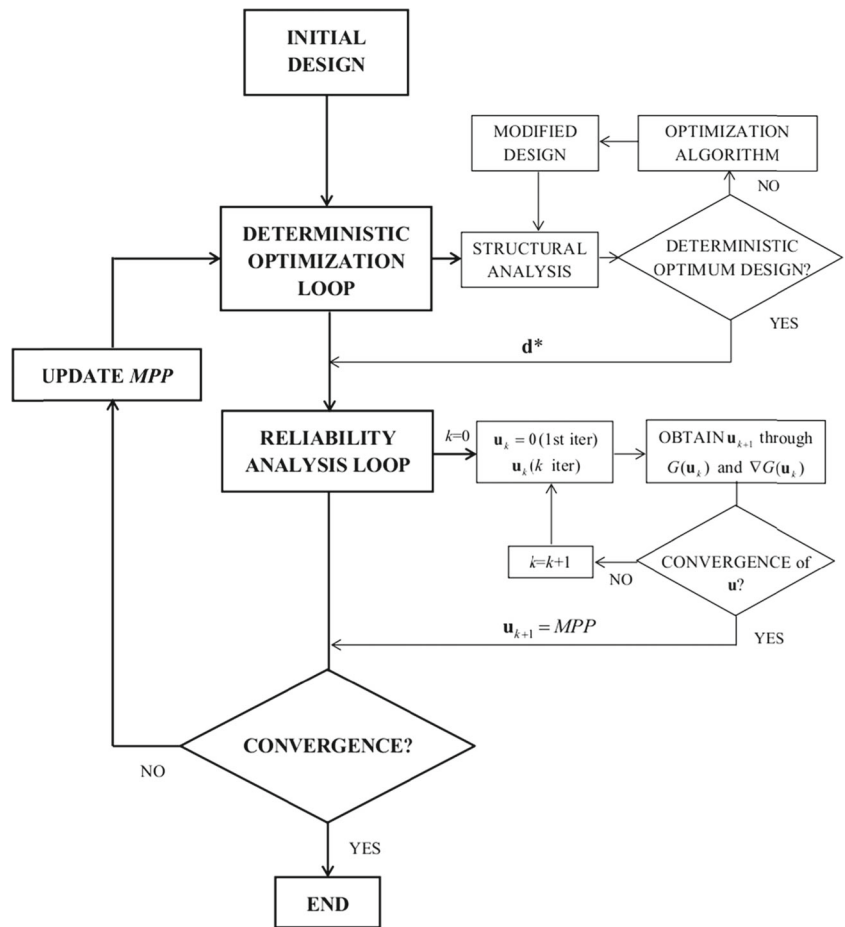 INITIAL
DESIGN
MODIFIED
DESIGN
OPTIMIZATION
ALGORITHM
NO
DETERMINISTIC
OPTIMIZATION
LOOP
STRUCTURAL
ANALYSIS
DETERMINISTIC
OPTIMUM DESIGN?
YES
d*
UPDATE MPP
RELIABILITY
ANALYSIS LOOP
k=0
u_k = 0 (1st iter)
u_k (k iter)
OBTAIN u_{k+1} through
G(u_k) and ∇G(u_k)
k=k+1
NO
CONVERGENCE of
u?
YES
u_{k+1} = MPP
CONVERGENCE?
NO
YES
END